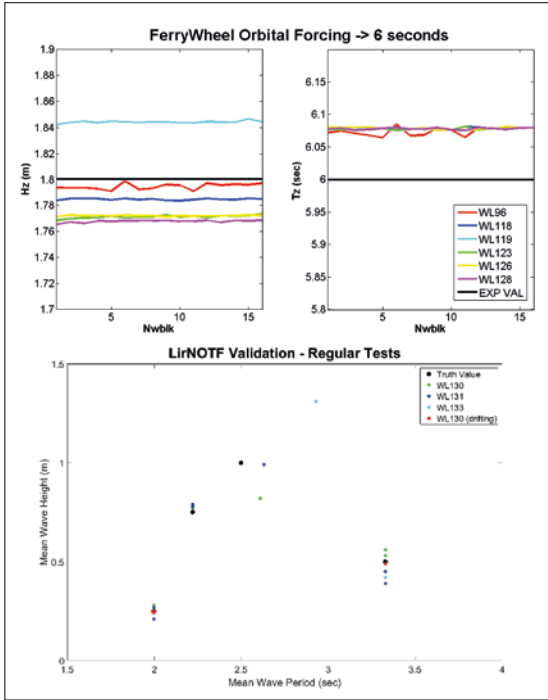 FerryWheel Orbital Forcing -> 6 seconds
1.9
1.88
1.86
1.84
1.82
1.8
1.78
1.76
1.74
1.72
1.7
Hz (m)
5
10
15
Nwblk
6.15
6.1
6.05
6
5.95
5.9
5.85
5.8
Tz (sec)
5
10
15
Nwblk
WL96
WL118
WL119
WL123
WL126
WL128
EXP VAL
LirNOTF Validation - Regular Tests
1.5
1
0.5
0
Mean Wave Height (m)
1.5
2
2.5
3
3.5
4
Mean Wave Period (sec)
Truth Value
WL130
WL131
WL133
WL130 (drifting)